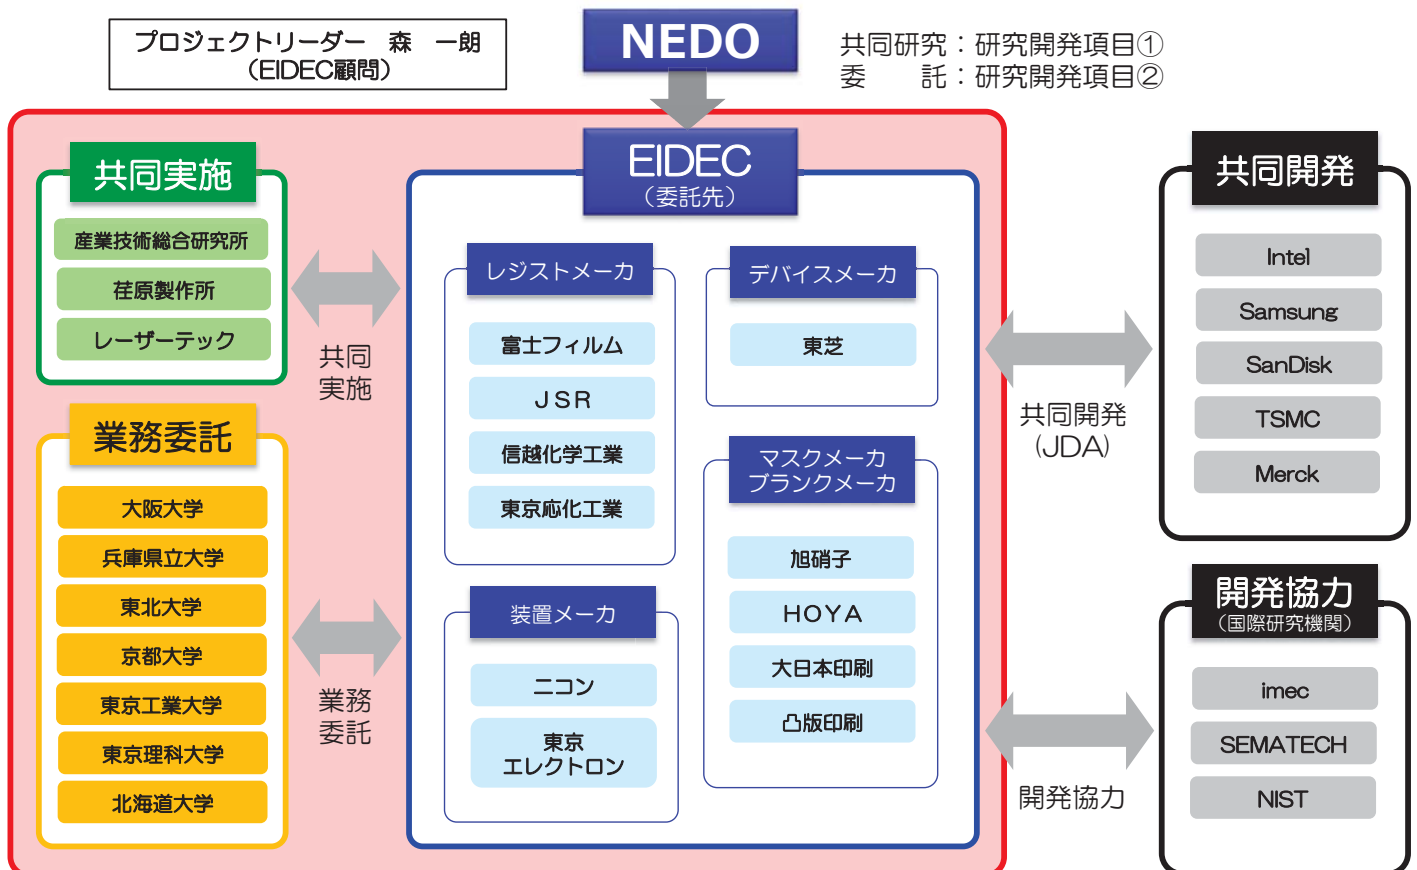 プロジェクトリーダー 森 一朗
（EIDEC顧問）
NEDO
共同研究：研究開発項目①
委 託：研究開発項目②
共同実施
産業技術総合研究所
荏原製作所
レーザーテック
共同
実施
業務委託
大阪大学
兵庫県立大学
東北大学
京都大学
東京工業大学
東京理科大学
北海道大学
業務
委託
EIDEC
（委託先）
レジストメーカ
富士フィルム
ＪＳＲ
信越化学工業
東京応化工業
装置メーカ
ニコン
東京
エレクトロン
デバイスメーカ
東芝
マスクメーカ
ブランクメーカ
旭硝子
ＨＯＹＡ
大日本印刷
凸版印刷
共同開発
(JDA)
共同開発
Intel
Samsung
SanDisk
TSMC
Merck
開発協力
開発協力
（国際研究機関）
imec
SEMATECH
NIST